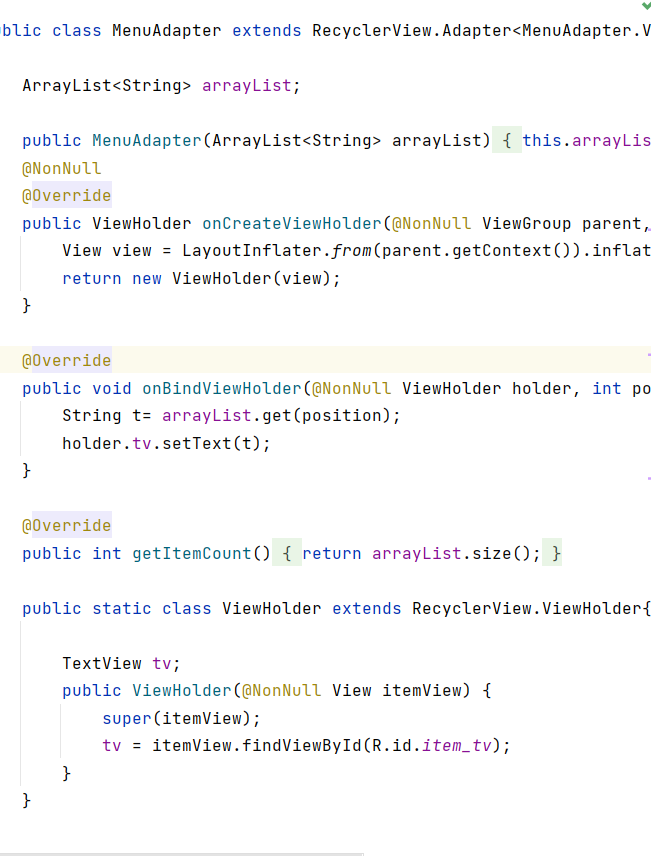 public class MenuAdapter extends RecyclerView.Adapter<MenuAdapter.V
ArrayList<String> arrayList;
public MenuAdapter(ArrayList<String> arrayList) { this.arrayLis
@NonNull
@Override
public ViewHolder onCreateViewHolder(@NonNull ViewGroup parent,
View view = LayoutInflater.from(parent.getContext()).inflat
return new ViewHolder(view);
}
@Override
public void onBindViewHolder(@NonNull ViewHolder holder, int po
String t= arrayList.get(position);
holder.tv.setText(t);
}
@Override
public int getItemCount() { return arrayList.size(); }
public static class ViewHolder extends RecyclerView.ViewHolder{
TextView tv;
public ViewHolder(@NonNull View itemView) {
super(itemView);
tv = itemView.findViewById(R.id.item_tv);
}
}